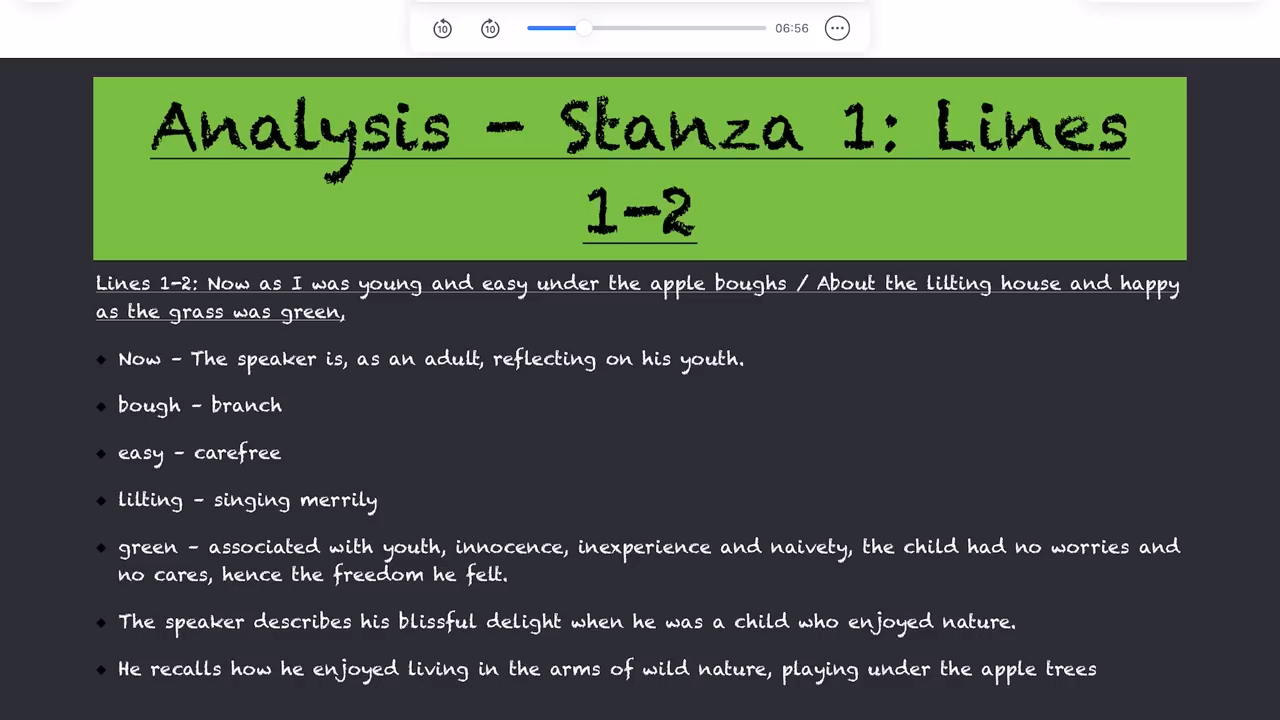 10 10 06:56
Analysis - Stanza 1: Lines
1-2
Lines 1-2: Now as I was young and easy under the apple boughs / About the lilting house and happy
as the grass was green,
Now - The speaker is, as an adult, reflecting on his youth.
bough - branch
easy - carefree
lilting - singing merrily
green - associated with youth, innocence, inexperience and naivety, the child had no worries and
no cares, hence the freedom he felt.
The speaker describes his blissful delight when he was a child who enjoyed nature.
He recalls how he enjoyed living in the arms of wild nature, playing under the apple trees